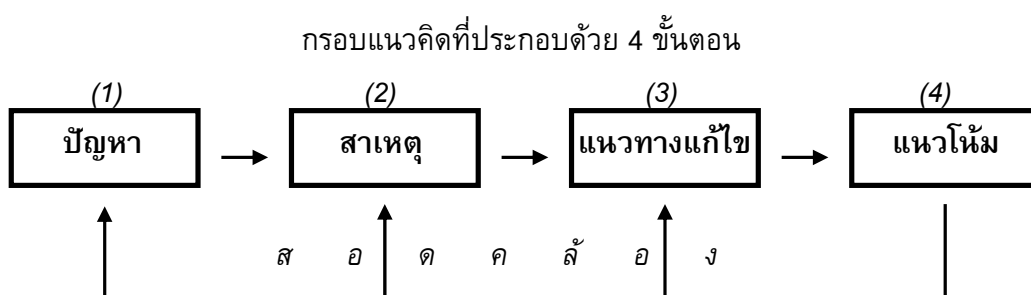 กรอบแนวคิดที่ประกอบด้วย 4 ขั้นตอน
(1) (2) (3) (4)
ปัญหา สาเหตุ แนวทางแก้ไข แนวโน้ม
ส อ ด ค ล้ อ ง